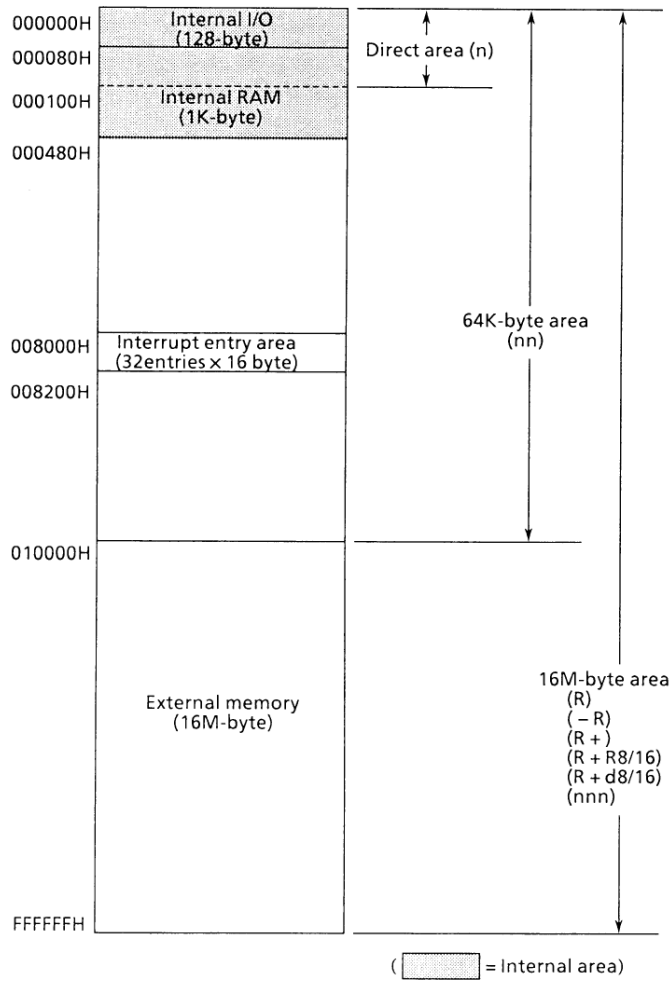 000000H
Internal I/O
(128-byte)
000080H
Direct area (n)
000100H
Internal RAM
(1K-byte)
000480H
64K-byte area
(nn)
008000H
Interrupt entry area
(32entries × 16 byte)
008200H
010000H
External memory
(16M-byte)
16M-byte area
(R)
( – R)
(R + )
(R + R8/16)
(R + d8/16)
(nnn)
FFFFFFH
( = Internal area)